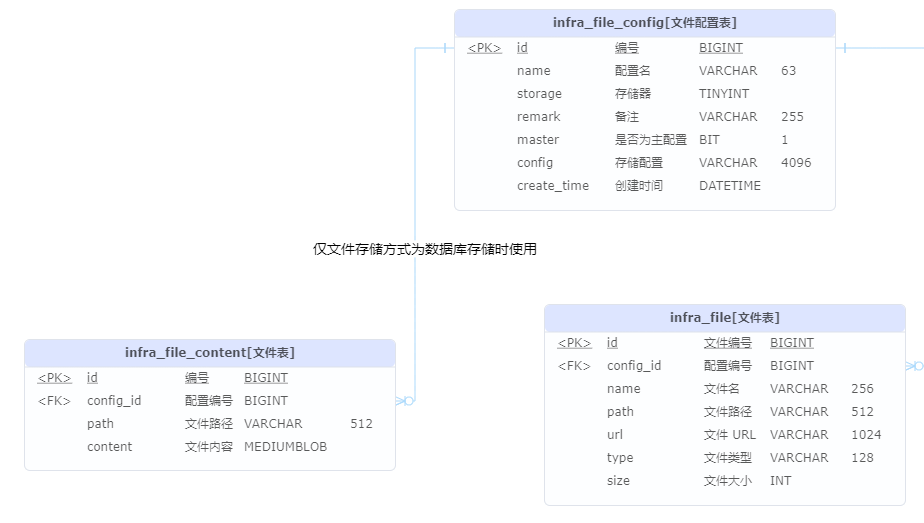 infra_file_config[文件配置表]
<PK> id 编号 BIGINT
name 配置名 VARCHAR 63
storage 存储器 TINYINT
remark 备注 VARCHAR 255
master 是否为主配置 BIT 1
config 存储配置 VARCHAR 4096
create_time 创建时间 DATETIME
仅文件存储方式为数据库存储时使用
infra_file_content[文件表]
<PK> id 编号 BIGINT
<FK> config_id 配置编号 BIGINT
path 文件路径 VARCHAR 512
content 文件内容 MEDIUMBLOB
infra_file[文件表]
<PK> id 文件编号 BIGINT
<FK> config_id 配置编号 BIGINT
name 文件名 VARCHAR 256
path 文件路径 VARCHAR 512
url 文件 URL VARCHAR 1024
type 文件类型 VARCHAR 128
size 文件大小 INT